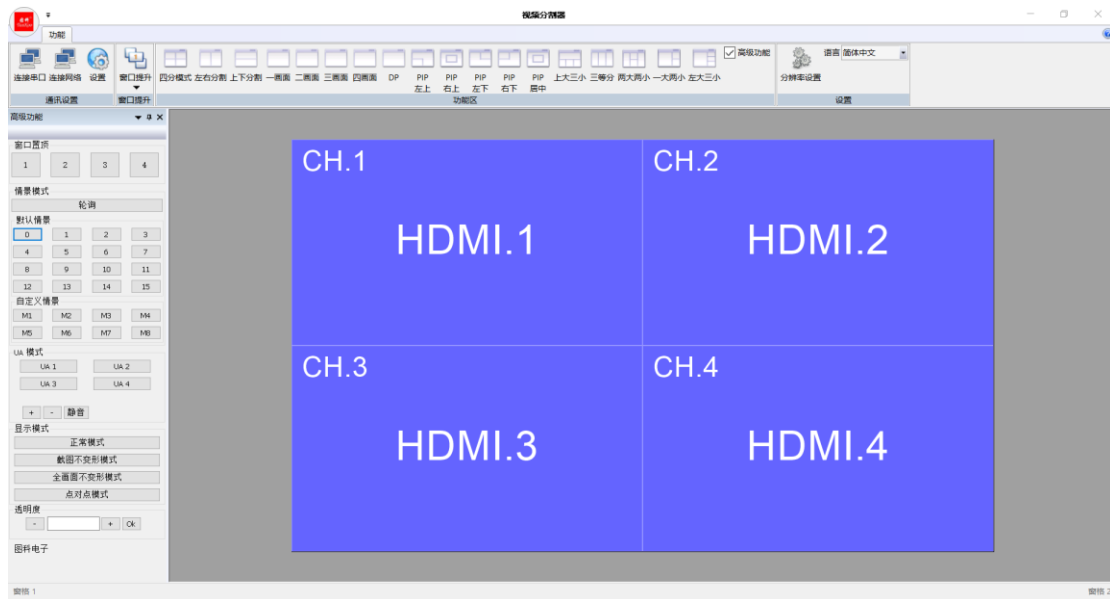 视频分割器
功能
连接串口 连接网络 设置 窗口提升 四分模式 左右分割 上下分割 一画面 二画面 三画面 四画面 DP PIP 左上 PIP 右上 PIP 左下 PIP 右下 PIP 居中 上大三小 三等分 两大两小 一大两小 左大三小 高级功能 分辨率设置 语言 简体中文
通讯设置 窗口提升 功能区 设置
高级功能
窗口置顶
1 2 3 4
情景模式
轮询
默认情景
0 1 2 3
4 5 6 7
8 9 10 11
12 13 14 15
自定义情景
M1 M2 M3 M4
M5 M6 M7 M8
UA 模式
UA 1 UA 2
UA 3 UA 4
+ - 静音
显示模式
正常模式
截图不变形模式
全画面不变形模式
点对点模式
透明度
- + Ok
图科电子
CH.1 CH.2
HDMI.1 HDMI.2
CH.3 CH.4
HDMI.3 HDMI.4
窗格 1 窗格 2